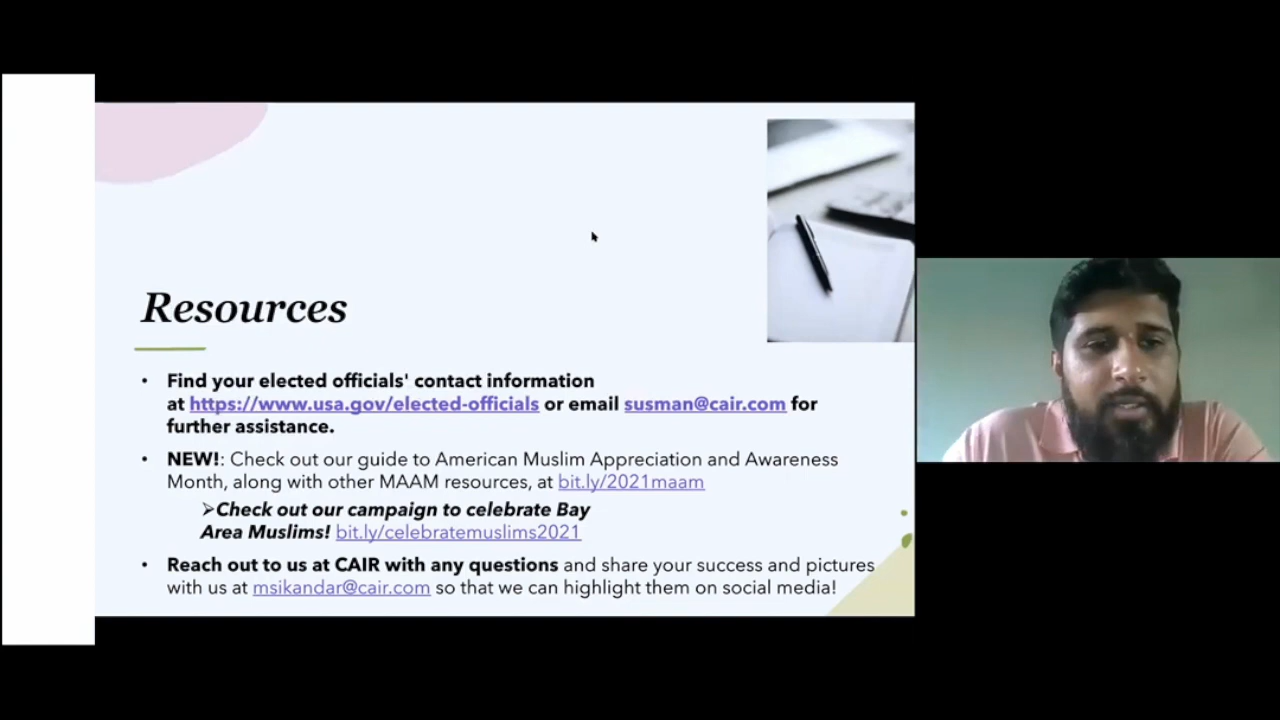 Resources
• Find your elected officials' contact information
at https://www.usa.gov/elected-officials or email susman@cair.com for
further assistance.
• NEW!: Check out our guide to American Muslim Appreciation and Awareness
Month, along with other MAAM resources, at bit.ly/2021maam
➢Check out our campaign to celebrate Bay
Area Muslims! bit.ly/celebratemuslims2021
• Reach out to us at CAIR with any questions and share your success and pictures
with us at msikandar@cair.com so that we can highlight them on social media!